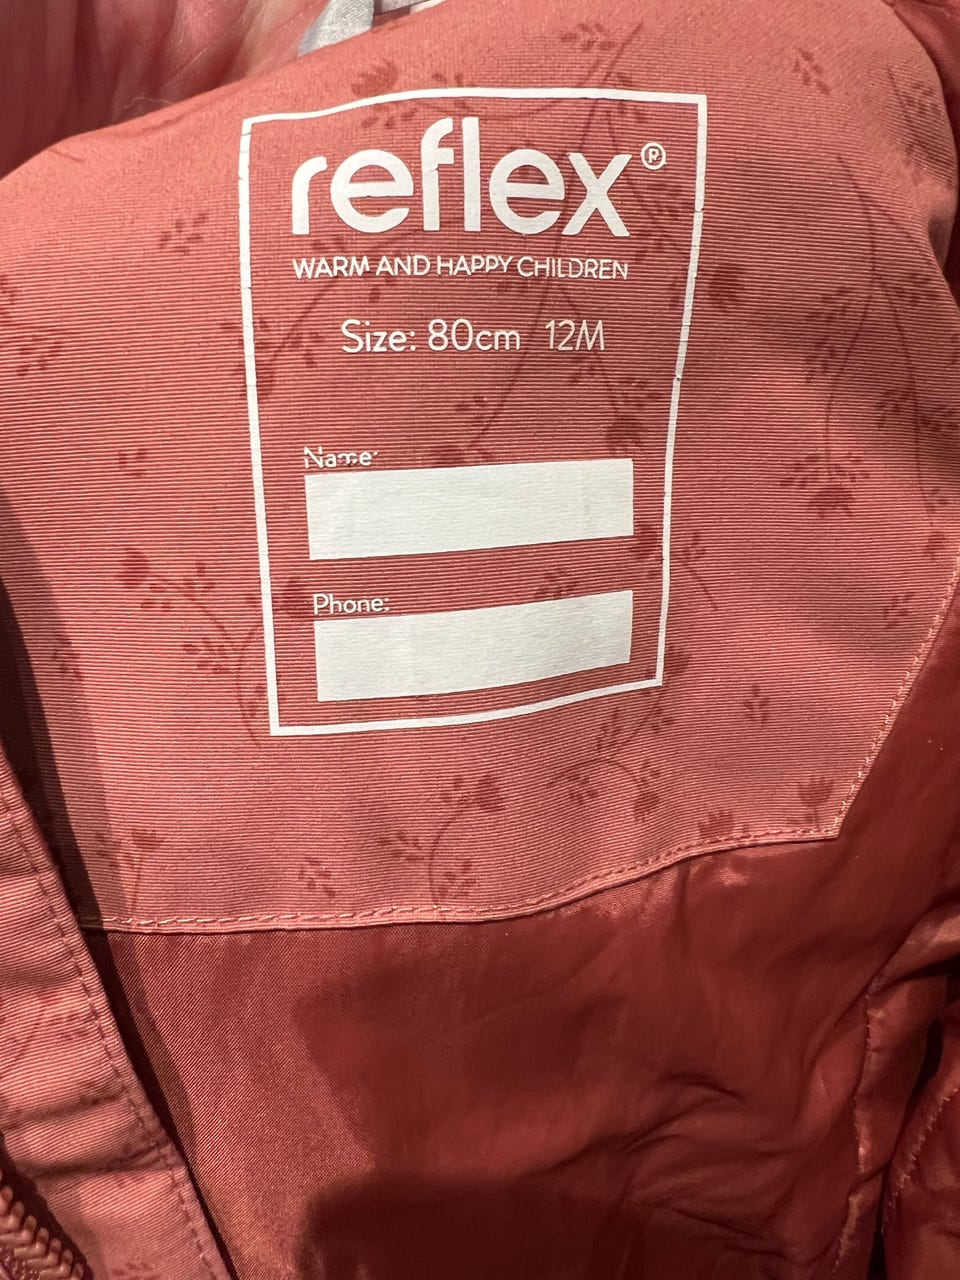 reflex®
WARM AND HAPPY CHILDREN
Size: 80cm 12M
Name:
Phone: